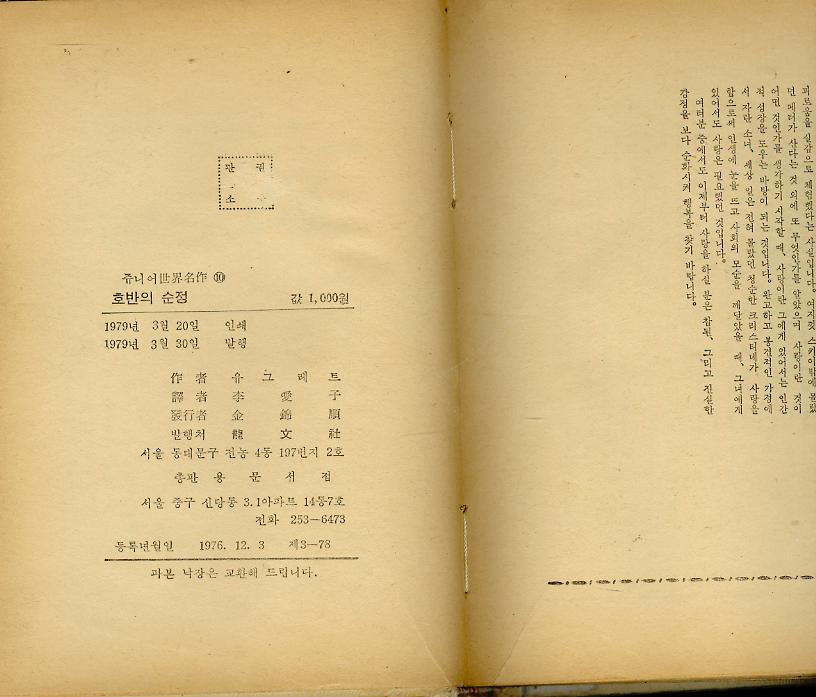 괴로움을 실감으로 체험했다는 사실입니다. 여지껏 스키이밖에 몰랐
던 페터가 산다는 것 외에 또 무엇인가를 알았으며 사랑이란 것이
어떤 것인가를 생각하기 시작할 때, 사랑이란 그에게 있어서는 인간
적 성장을 도우는 바탕이 되는 것입니다. 완고하고 봉건적인 가정에
서 자란 소녀, 세상 일은 전혀 몰랐던 청순한 크리스티네가 사랑을
함으로써 인생에 눈을 뜨고 사회의 모순을 깨달았을 때, 그녀에게
있어서도 사랑은 필요했던 것입니다.
여러분 중에서도 이제부터 사랑을 하실 분은 참된, 그리고 진실한
감정을 보다 순화시켜 행복을 찾기 바랍니다.
판 권
소
쥬니어世界名作 ⑩
호반의 순정 값 1,000원
1979년 3월 20일 인쇄
1979년 3월 30일 발행
作 者 유 그 레 트
譯 者 李 愛 子
發行者 金 錦 順
발행처 龍 文 社
서울 동대문구 전농 4동 197번지 2호
총판 용 문 서 점
서울 중구 신당동 3.1아파트 14동7호
전화 253—6473
등록년월일 1976. 12. 3 제3—78
파본 낙장은 교환해 드립니다.